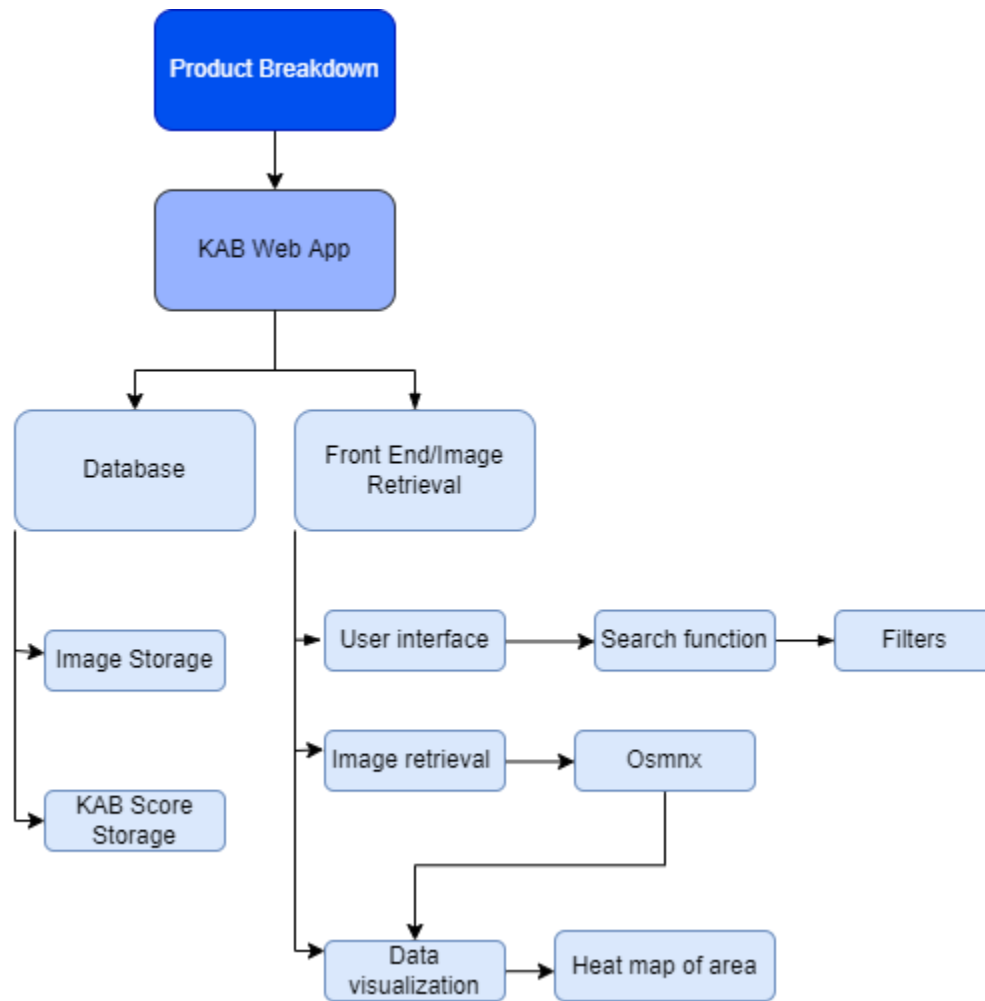 Product Breakdown
KAB Web App
Database
Front End/Image
Retrieval
User interface
Search function
Filters
Image Storage
Image retrieval
Osmnx
KAB Score
Storage
Data
visualization
Heat map of area